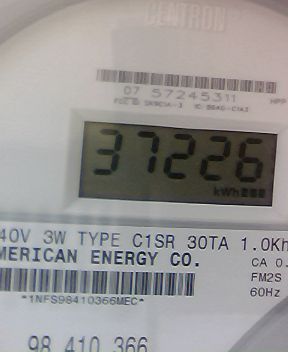 CENTRON
07 57245311
HPP
37226
kWh
40V 3W TYPE C1SR 30TA 1.0Kh
MERICAN ENERGY CO.
CA 0.
FM2S
60Hz
*1NFS98410366MEC*
98 410 366